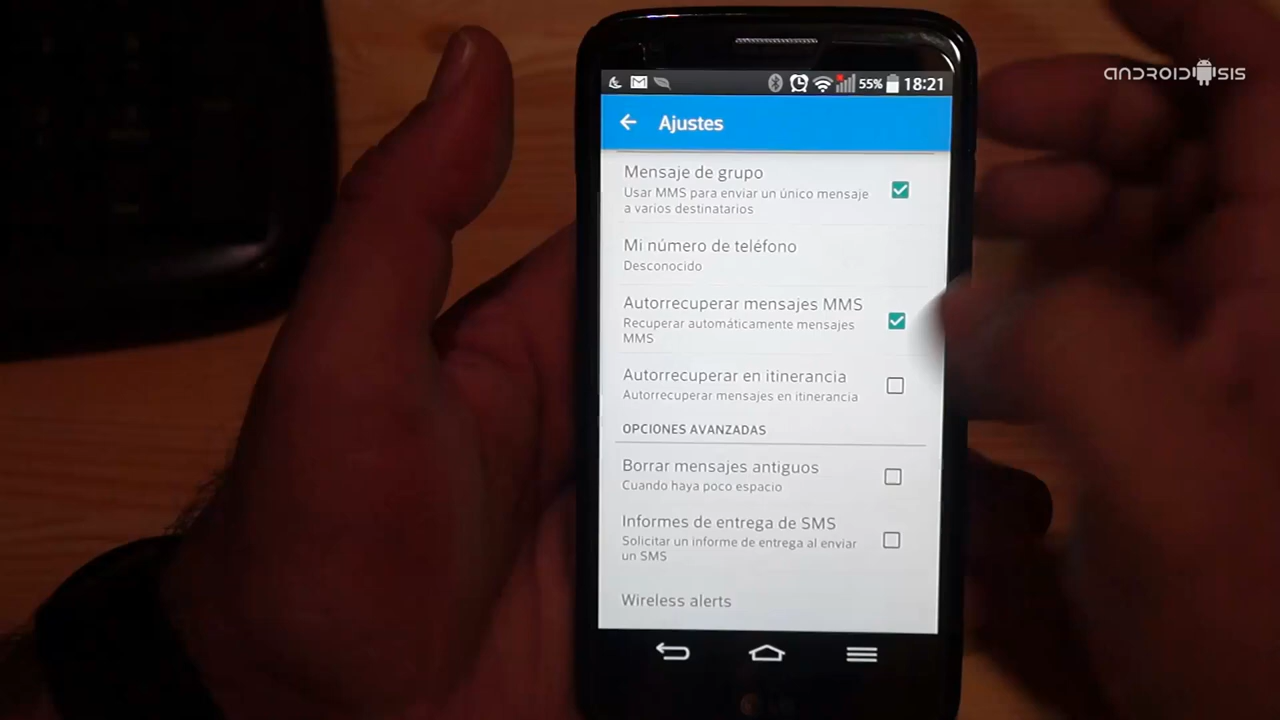 ANDROIDSIS
55% 18:21
Ajustes
Mensaje de grupo
Usar MMS para enviar un único mensaje
a varios destinatarios
Mi número de teléfono
Desconocido
Autorrecuperar mensajes MMS
Recuperar automáticamente mensajes
MMS
Autorrecuperar en itinerancia
Autorrecuperar mensajes en itinerancia
OPCIONES AVANZADAS
Borrar mensajes antiguos
Cuando haya poco espacio
Informes de entrega de SMS
Solicitar un informe de entrega al enviar
un SMS
Wireless alerts